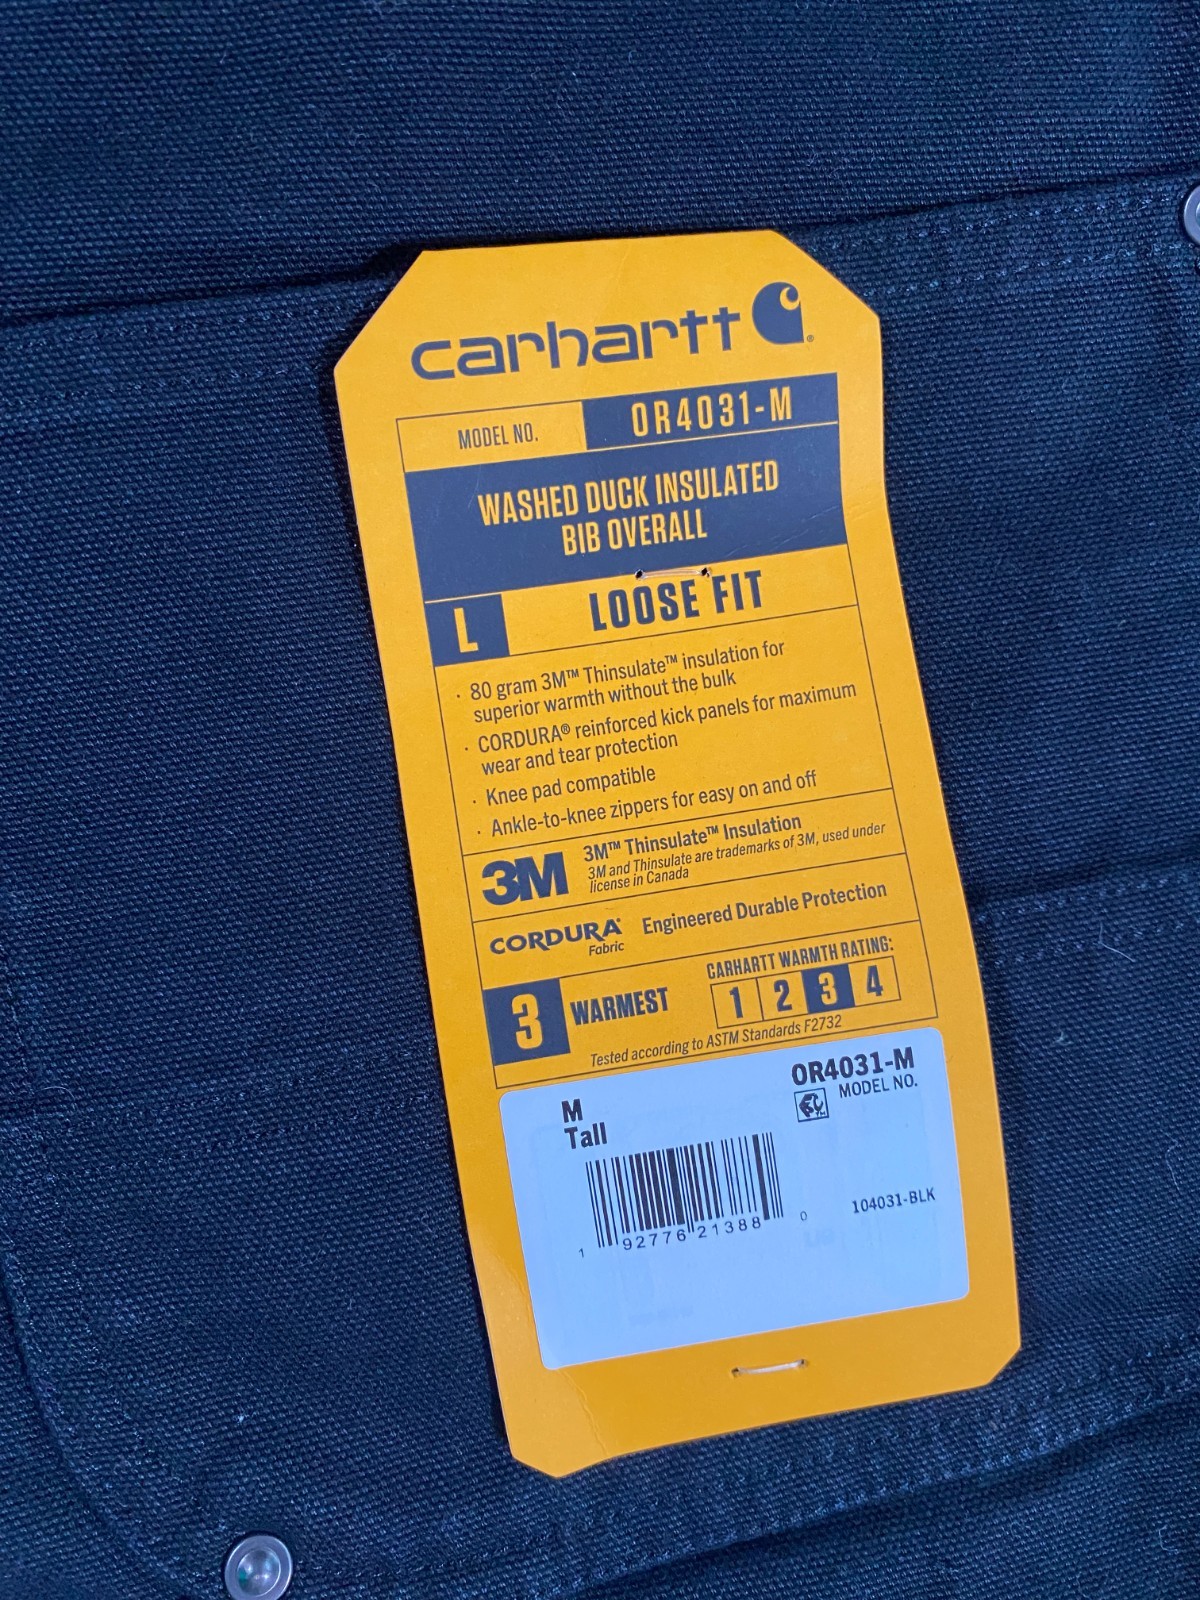 carhartt ®
MODEL NO. OR4031-M
WASHED DUCK INSULATED
BIB OVERALL
L LOOSE FIT
· 80 gram 3M™ Thinsulate™ insulation for
superior warmth without the bulk
· CORDURA® reinforced kick panels for maximum
wear and tear protection
· Knee pad compatible
· Ankle-to-knee zippers for easy on and off
3M 3M™ Thinsulate™ Insulation
3M and Thinsulate are trademarks of 3M, used under
license in Canada
CORDURA® Engineered Durable Protection
Fabric
CARHARTT WARMTH RATING:
3 WARMEST 1 2 3 4
Tested according to ASTM Standards F2732
OR4031-M
MODEL NO.
M
Tall
104031-BLK
1 92776 21388 0